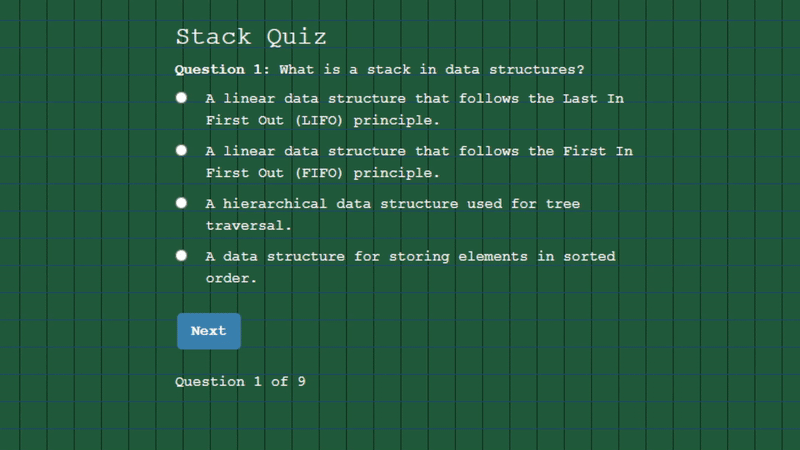 Stack Quiz
Question 1: What is a stack in data structures?
A linear data structure that follows the Last In
First Out (LIFO) principle.
A linear data structure that follows the First In
First Out (FIFO) principle.
A hierarchical data structure used for tree
traversal.
A data structure for storing elements in sorted
order.
Next
Question 1 of 9